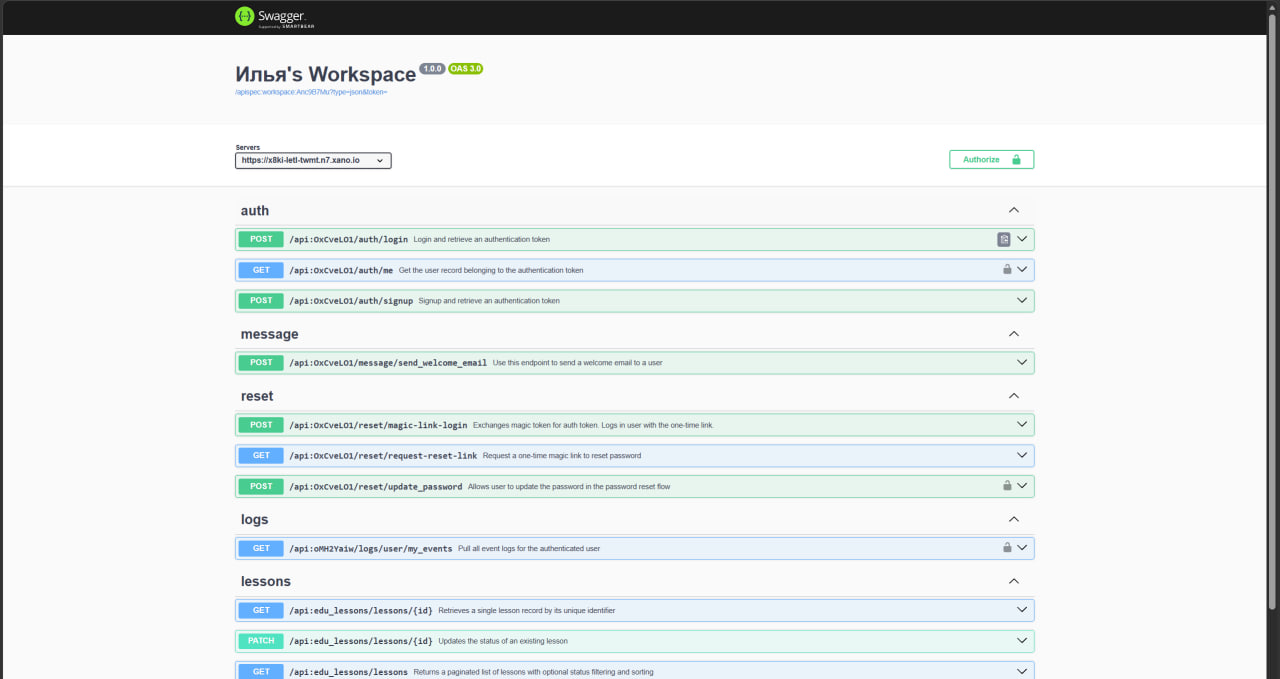 Swagger.
Supported by SMARTBEAR
Илья's Workspace 1.0.0 OAS 3.0
/apispec:workspace:Anc9B7Mu?type=json&token=
Servers
https://x8ki-letl-twmt.n7.xano.io
Authorize
auth
POST /api:OxCveLO1/auth/login Login and retrieve an authentication token
GET /api:OxCveLO1/auth/me Get the user record belonging to the authentication token
POST /api:OxCveLO1/auth/signup Signup and retrieve an authentication token
message
POST /api:OxCveLO1/message/send_welcome_email Use this endpoint to send a welcome email to a user
reset
POST /api:OxCveLO1/reset/magic-link-login Exchanges magic token for auth token. Logs in user with the one-time link.
GET /api:OxCveLO1/reset/request-reset-link Request a one-time magic link to reset password
POST /api:OxCveLO1/reset/update_password Allows user to update the password in the password reset flow
logs
GET /api:oMH2Yaiw/logs/user/my_events Pull all event logs for the authenticated user
lessons
GET /api:edu_lessons/lessons/{id} Retrieves a single lesson record by its unique identifier
PATCH /api:edu_lessons/lessons/{id} Updates the status of an existing lesson
GET /api:edu_lessons/lessons Returns a paginated list of lessons with optional status filtering and sorting